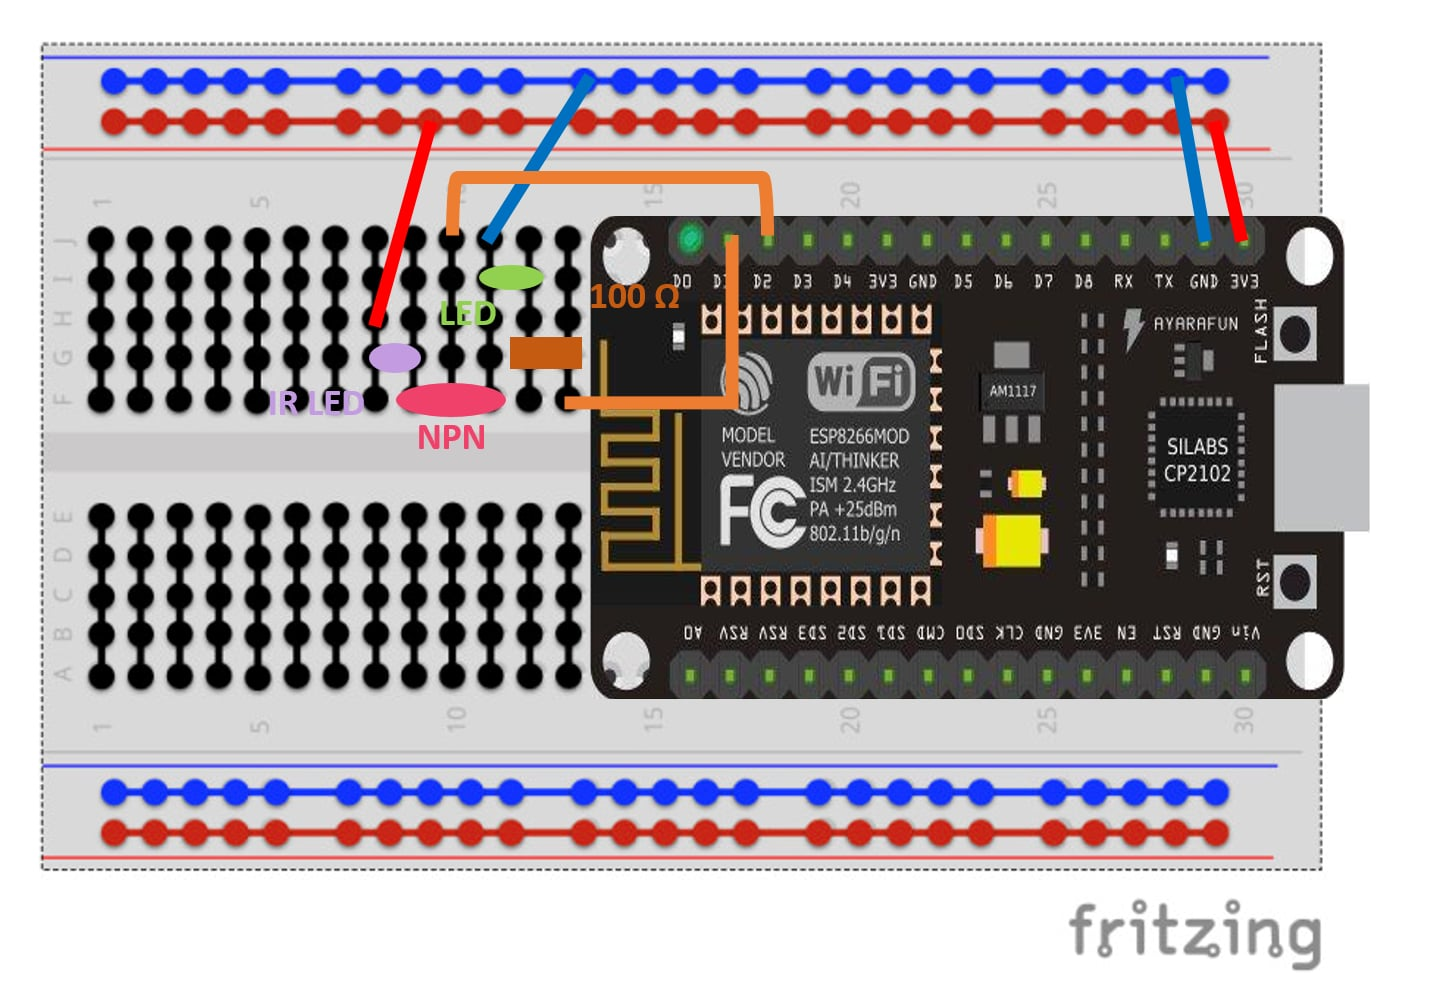 1
5
10
15
20
25
30
J
I
H
G
F
LED
100 Ω
IR LED
NPN
D0 D1 D2 D3 D4 3V3 GND D5 D6 D7 D8 RX TX GND 3V3
AYARAFUN
FLASH
WiFi
AM1117
MODEL
VENDOR
ESP8266MOD
AI/THINKER
ISM 2.4GHz
PA +25dBm
802.11b/g/n
FC
SILABS
CP2102
RST
E
D
C
B
A
A0 RSV RSV SD3 SD2 SD1 CMD SD0 CLK GND 3V3 EN RST GND Vin
1
5
10
15
20
25
30
fritzing